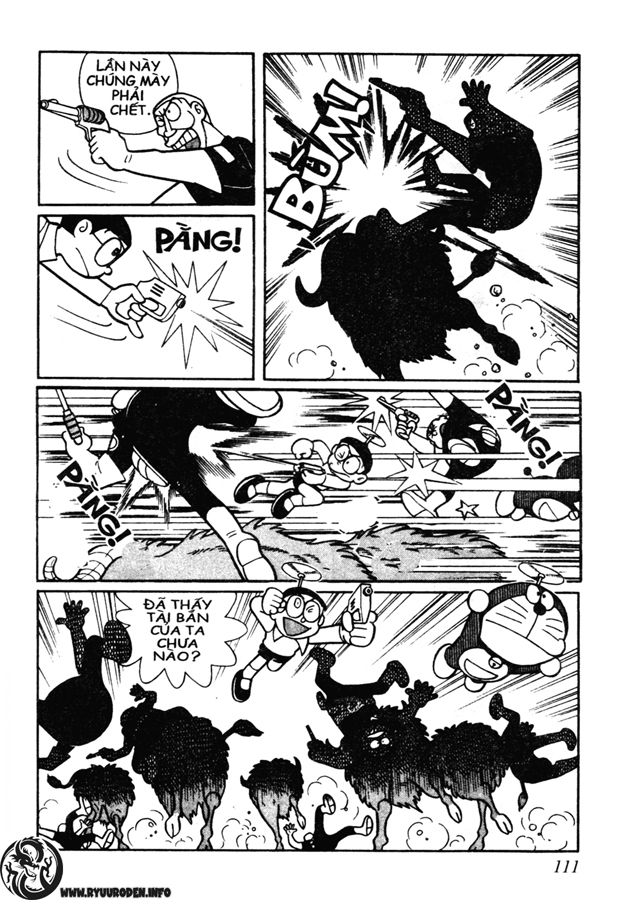 LẦN NÀY
CHÚNG MÀY
PHẢI
CHẾT.
BÙM!
PẰNG!
PẰNG!
PẰNG!
ĐÃ THẤY
TÀI BẮN
CỦA TA
CHƯA
NÀO?
111
WWW.RYUURODEN.INFO